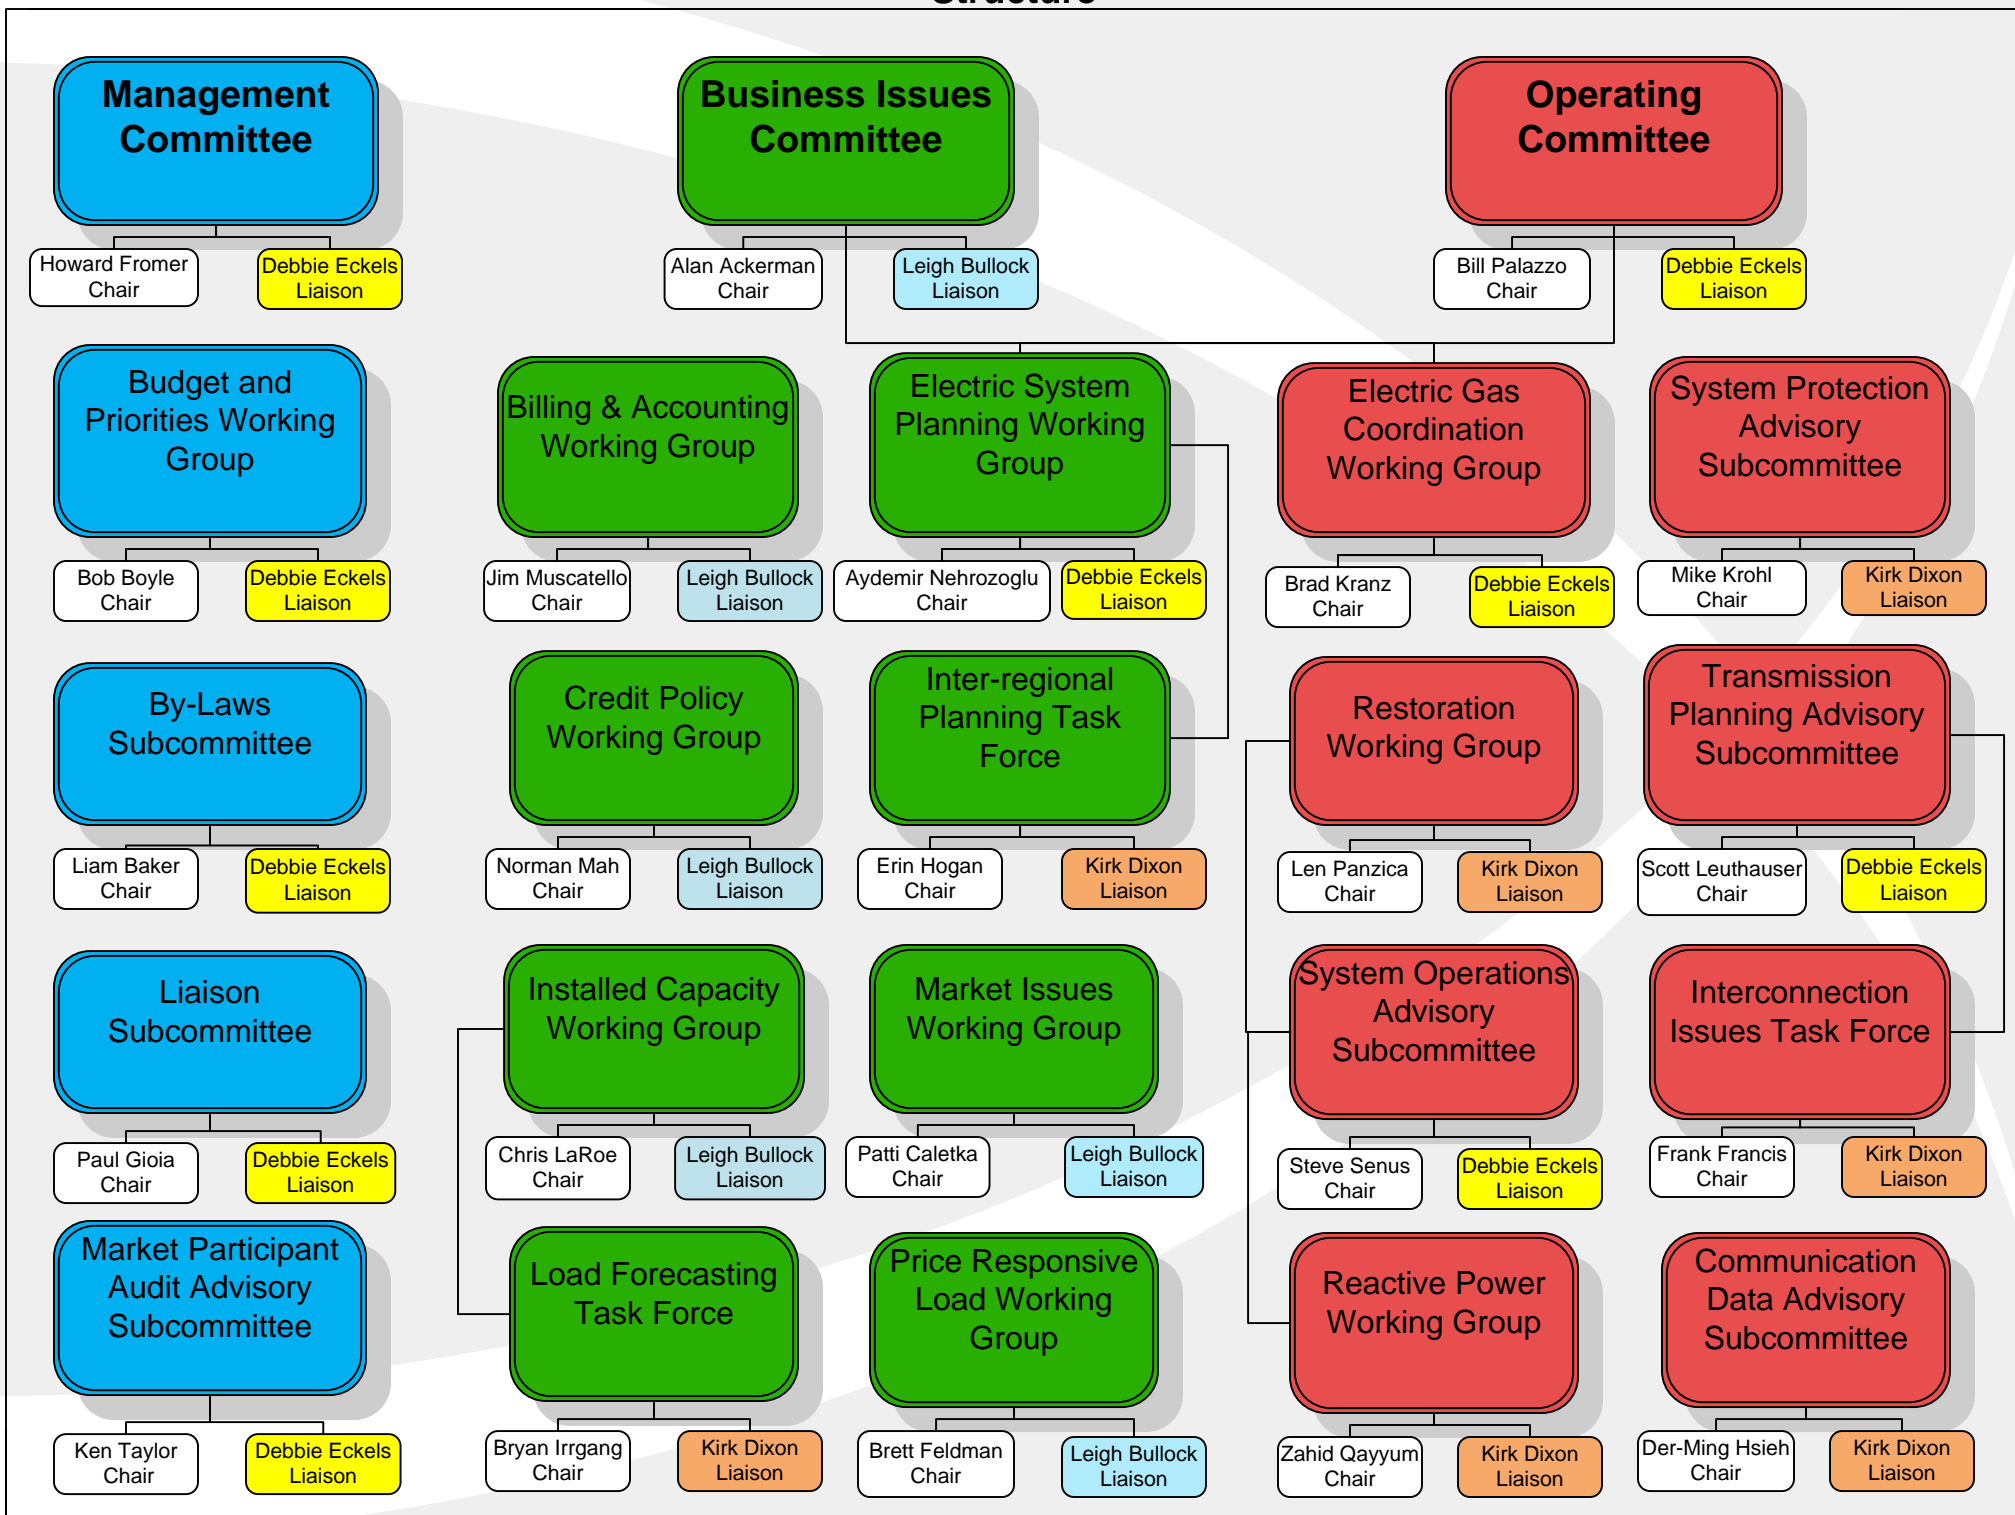 Structure
Management
Committee
Business Issues
Committee
Operating
Committee
Howard Fromer
Chair
Debbie Eckels
Liaison
Alan Ackerman
Chair
Leigh Bullock
Liaison
Bill Palazzo
Chair
Debbie Eckels
Liaison
Budget and
Priorities Working
Group
Billing & Accounting
Working Group
Electric System
Planning Working
Group
Electric Gas
Coordination
Working Group
System Protection
Advisory
Subcommittee
Bob Boyle
Chair
Debbie Eckels
Liaison
Jim Muscatello
Chair
Leigh Bullock
Liaison
Aydemir Nehrozoglu
Chair
Debbie Eckels
Liaison
Brad Kranz
Chair
Debbie Eckels
Liaison
Mike Krohl
Chair
Kirk Dixon
Liaison
By-Laws
Subcommittee
Credit Policy
Working Group
Inter-regional
Planning Task
Force
Restoration
Working Group
Transmission
Planning Advisory
Subcommittee
Liam Baker
Chair
Debbie Eckels
Liaison
Norman Mah
Chair
Leigh Bullock
Liaison
Erin Hogan
Chair
Kirk Dixon
Liaison
Len Panzica
Chair
Kirk Dixon
Liaison
Scott Leuthauser
Chair
Debbie Eckels
Liaison
Liaison
Subcommittee
Installed Capacity
Working Group
Market Issues
Working Group
System Operations
Advisory
Subcommittee
Interconnection
Issues Task Force
Paul Gioia
Chair
Debbie Eckels
Liaison
Chris LaRoe
Chair
Leigh Bullock
Liaison
Patti Caletka
Chair
Leigh Bullock
Liaison
Steve Senus
Chair
Debbie Eckels
Liaison
Frank Francis
Chair
Kirk Dixon
Liaison
Market Participant
Audit Advisory
Subcommittee
Load Forecasting
Task Force
Price Responsive
Load Working
Group
Reactive Power
Working Group
Communication
Data Advisory
Subcommittee
Ken Taylor
Chair
Debbie Eckels
Liaison
Bryan Irrgang
Chair
Kirk Dixon
Liaison
Brett Feldman
Chair
Leigh Bullock
Liaison
Zahid Qayyum
Chair
Kirk Dixon
Liaison
Der-Ming Hsieh
Chair
Kirk Dixon
Liaison